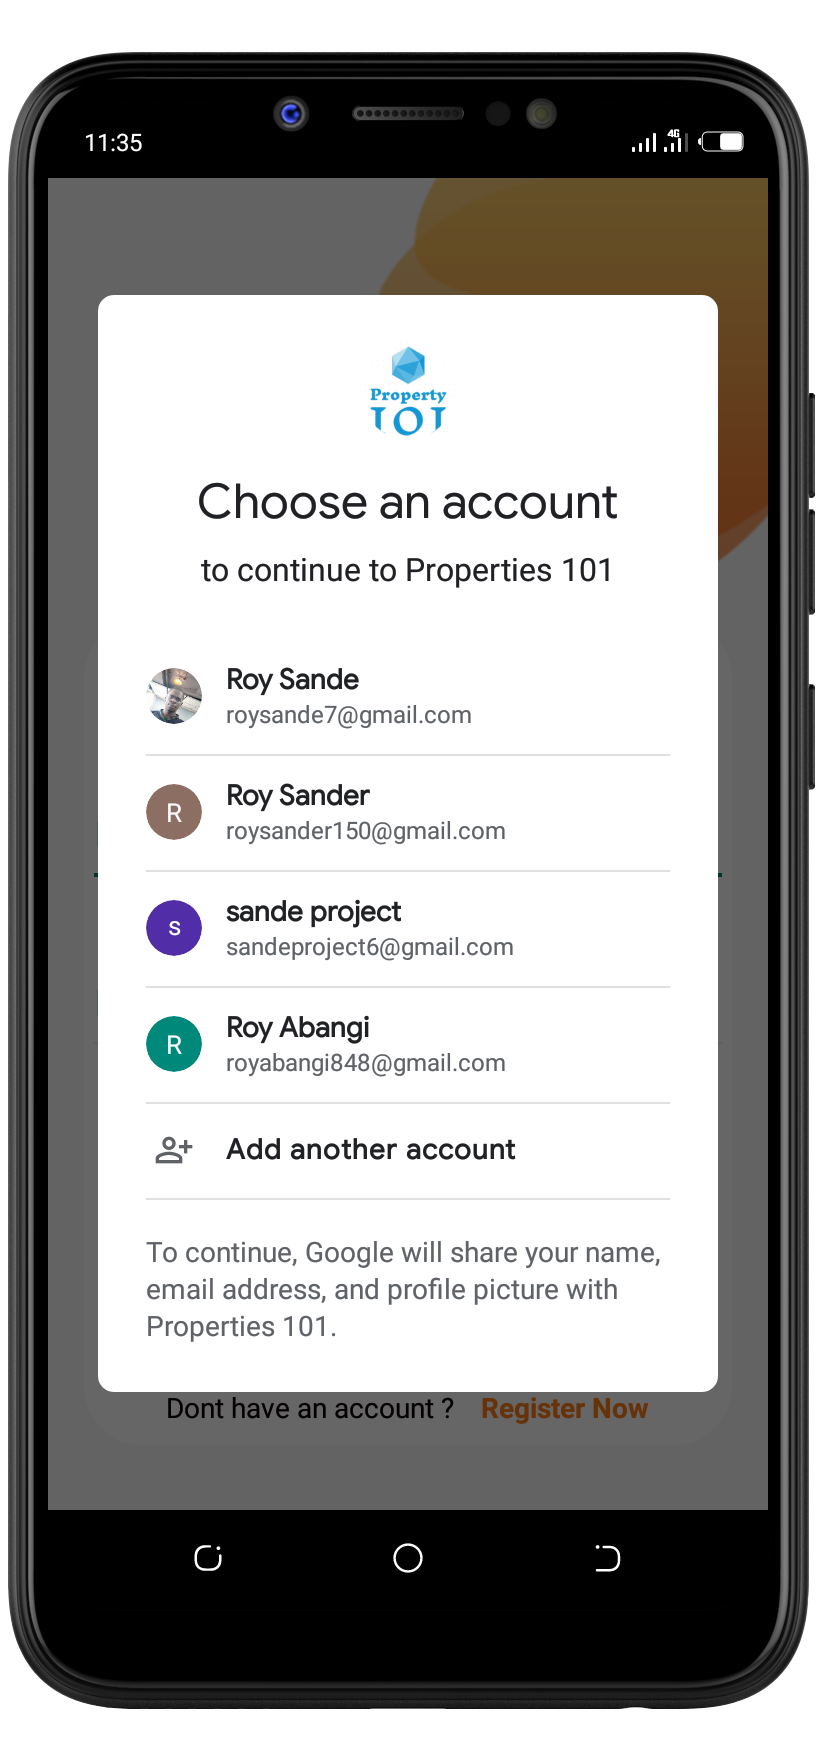 11:35
4G
Property
101
Choose an account
to continue to Properties 101
Roy Sande
roysande7@gmail.com
R
Roy Sander
roysander150@gmail.com
s
sande project
sandeproject6@gmail.com
R
Roy Abangi
royabangi848@gmail.com
Add another account
To continue, Google will share your name,
email address, and profile picture with
Properties 101.
Dont have an account ? Register Now